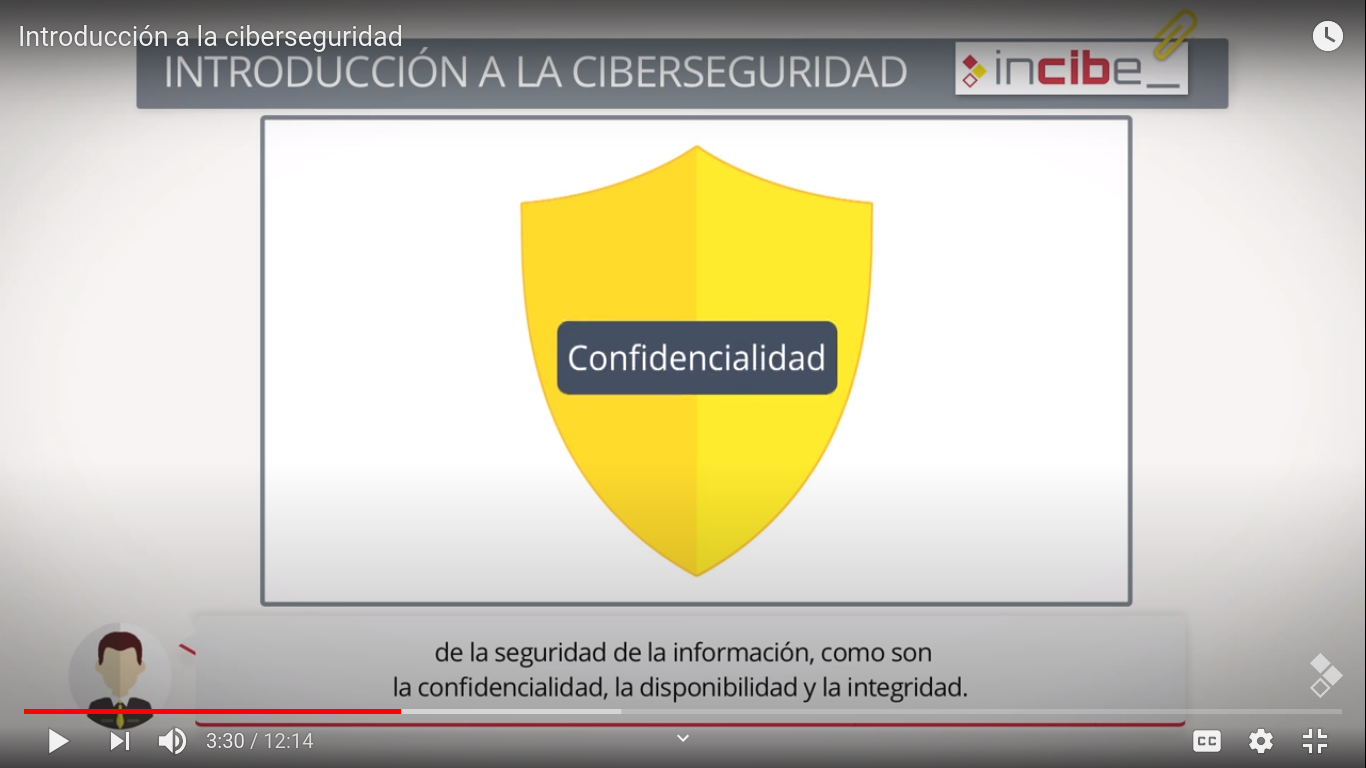 Introducción a la ciberseguridad
INTRODUCCIÓN A LA CIBERSEGURIDAD
incibe_
Confidencialidad
de la seguridad de la información, como son
la confidencialidad, la disponibilidad y la integridad.
3:30 / 12:14
CC